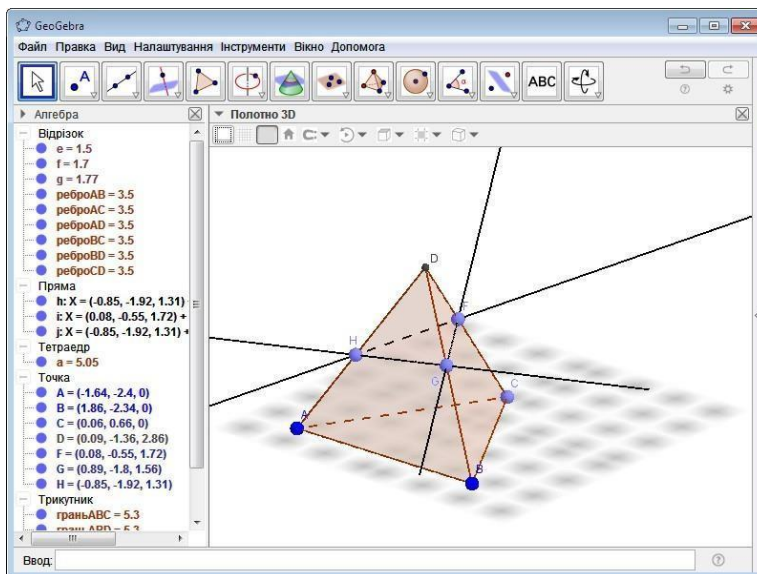 GeoGebra
Файл Правка Вид Налаштування Інструменти Вікно Допомога
A
α
ABC
Алгебра
Полотно 3D
Відрізок
e = 1.5
f = 1.7
g = 1.77
реброAB = 3.5
реброAC = 3.5
реброAD = 3.5
реброBC = 3.5
реброBD = 3.5
реброCD = 3.5
Пряма
h: X = (-0.85, -1.92, 1.31) +
i: X = (0.08, -0.55, 1.72) +
j: X = (-0.85, -1.92, 1.31) +
Тетраедр
a = 5.05
Точка
A = (-1.64, -2.4, 0)
B = (1.86, -2.34, 0)
C = (0.06, 0.66, 0)
D = (0.09, -1.36, 2.86)
F = (0.08, -0.55, 1.72)
G = (0.89, -1.8, 1.56)
H = (-0.85, -1.92, 1.31)
Трикутник
граньABC = 5.3
граньABD = 5.3
D
F
H
G
C
A
B
Ввод: